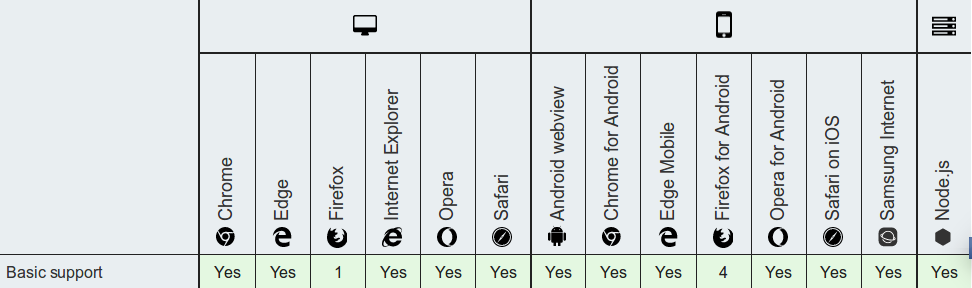 Chrome
Edge
Firefox
Internet Explorer
Opera
Safari
Android webview
Chrome for Android
Edge Mobile
Firefox for Android
Opera for Android
Safari on iOS
Samsung Internet
Node.js
Basic support Yes Yes 1 Yes Yes Yes Yes Yes Yes 4 Yes Yes Yes Yes